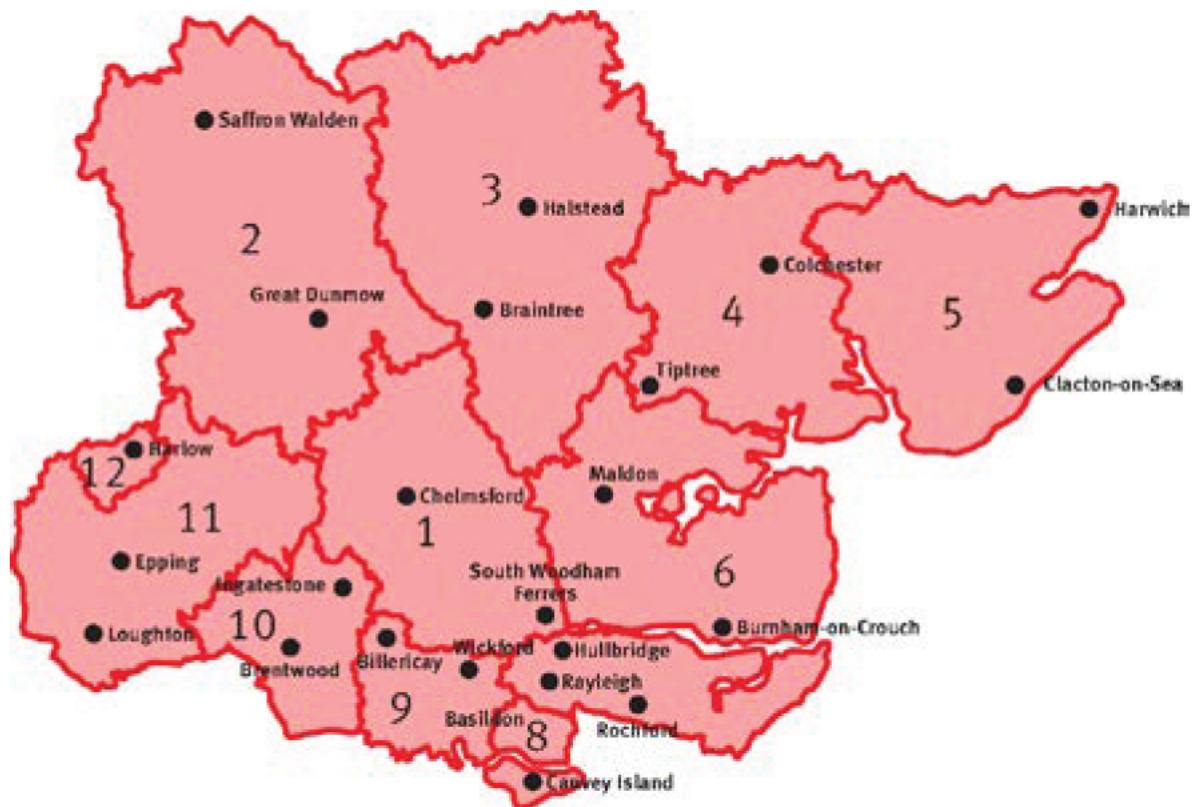 Saffron Walden
3
Halstead
Harwich
2
Colchester
Great Dunmow
Braintree
4
5
Tiptree
Clacton-on-Sea
Harlow
12
Maldon
Chelmsford
11
1
Epping
South Woodham
Ferrers
6
Ingatestone
10
Loughton
Burnham-on-Crouch
Brentwood
Billericay
Wickford
Hullbridge
Rayleigh
9
Basildon
Rochford
8
Canvey Island